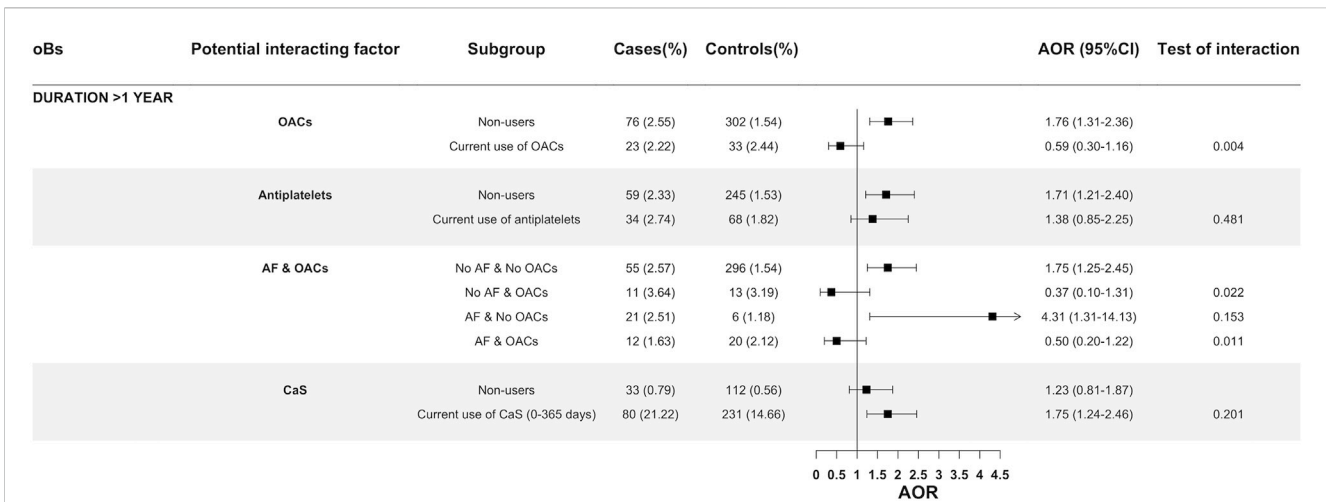 oBs Potential interacting factor Subgroup Cases(%) Controls(%) AOR (95%CI) Test of interaction
DURATION >1 YEAR
OACs Non-users 76 (2.55) 302 (1.54) 1.76 (1.31-2.36)
Current use of OACs 23 (2.22) 33 (2.44) 0.59 (0.30-1.16) 0.004
Antiplatelets Non-users 59 (2.33) 245 (1.53) 1.71 (1.21-2.40)
Current use of antiplatelets 34 (2.74) 68 (1.82) 1.38 (0.85-2.25) 0.481
AF & OACs No AF & No OACs 55 (2.57) 296 (1.54) 1.75 (1.25-2.45)
No AF & OACs 11 (3.64) 13 (3.19) 0.37 (0.10-1.31) 0.022
AF & No OACs 21 (2.51) 6 (1.18) 4.31 (1.31-14.13) 0.153
AF & OACs 12 (1.63) 20 (2.12) 0.50 (0.20-1.22) 0.011
CaS Non-users 33 (0.79) 112 (0.56) 1.23 (0.81-1.87)
Current use of CaS (0-365 days) 80 (21.22) 231 (14.66) 1.75 (1.24-2.46) 0.201
0 0.5 1 1.5 2 2.5 3 3.5 4 4.5
AOR